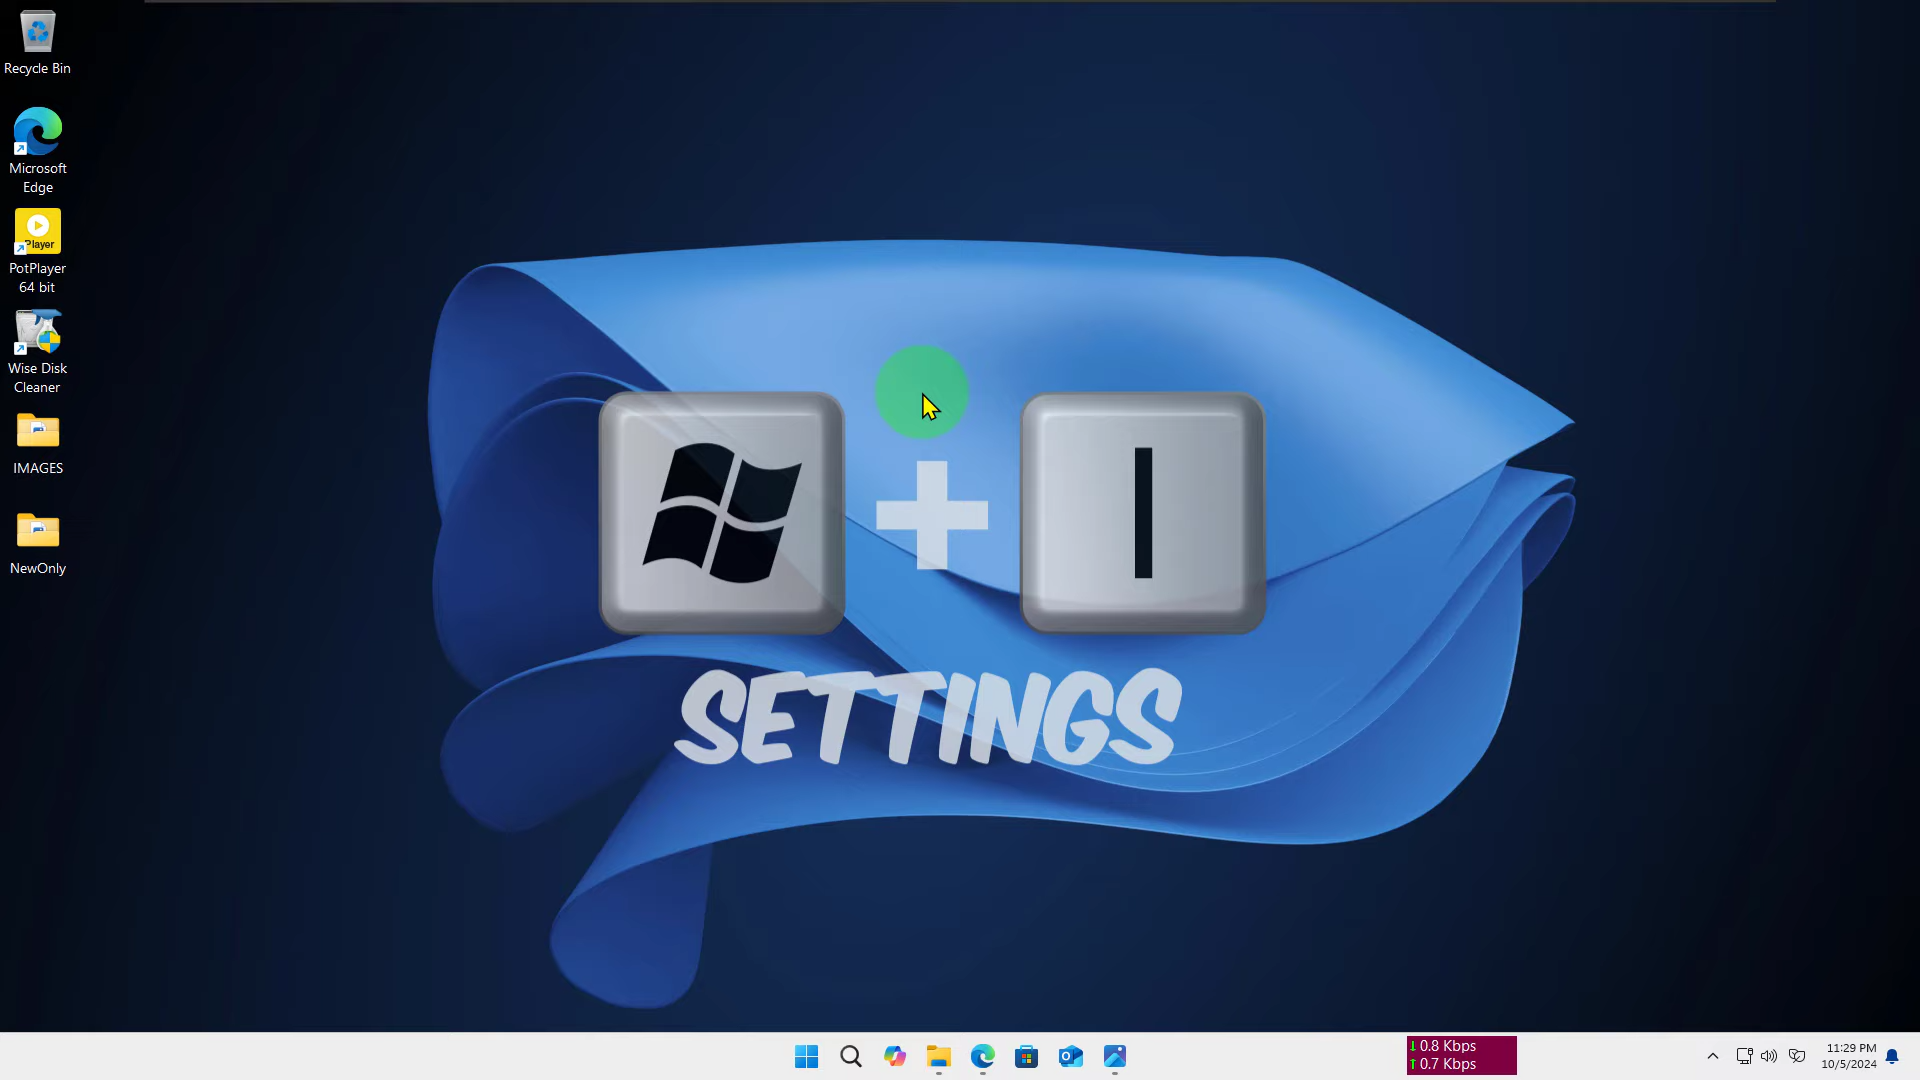 Recycle Bin
Microsoft
Edge
Player
PotPlayer
64 bit
Wise Disk
Cleaner
IMAGES
NewOnly
+ I
SETTINGS
0.8 Kbps
0.7 Kbps
11:29 PM
10/5/2024